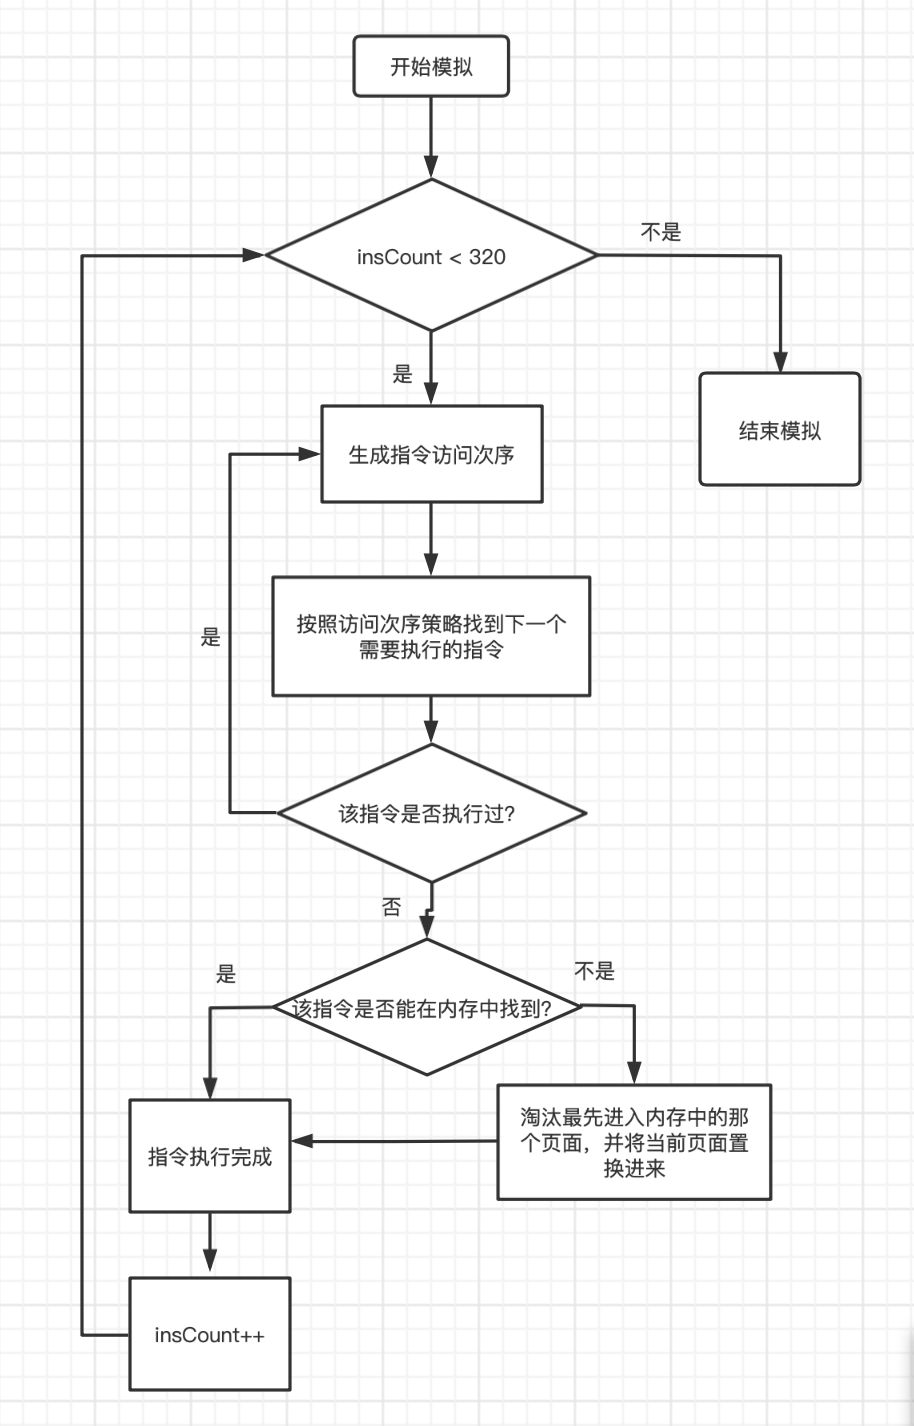 开始模拟
不是
insCount < 320
是
结束模拟
生成指令访问次序
按照访问次序策略找到下一个
需要执行的指令
是
该指令是否执行过?
否
是
不是
该指令是否能在内存中找到?
淘汰最先进入内存中的那
个页面，并将当前页面置
换进来
指令执行完成
insCount++